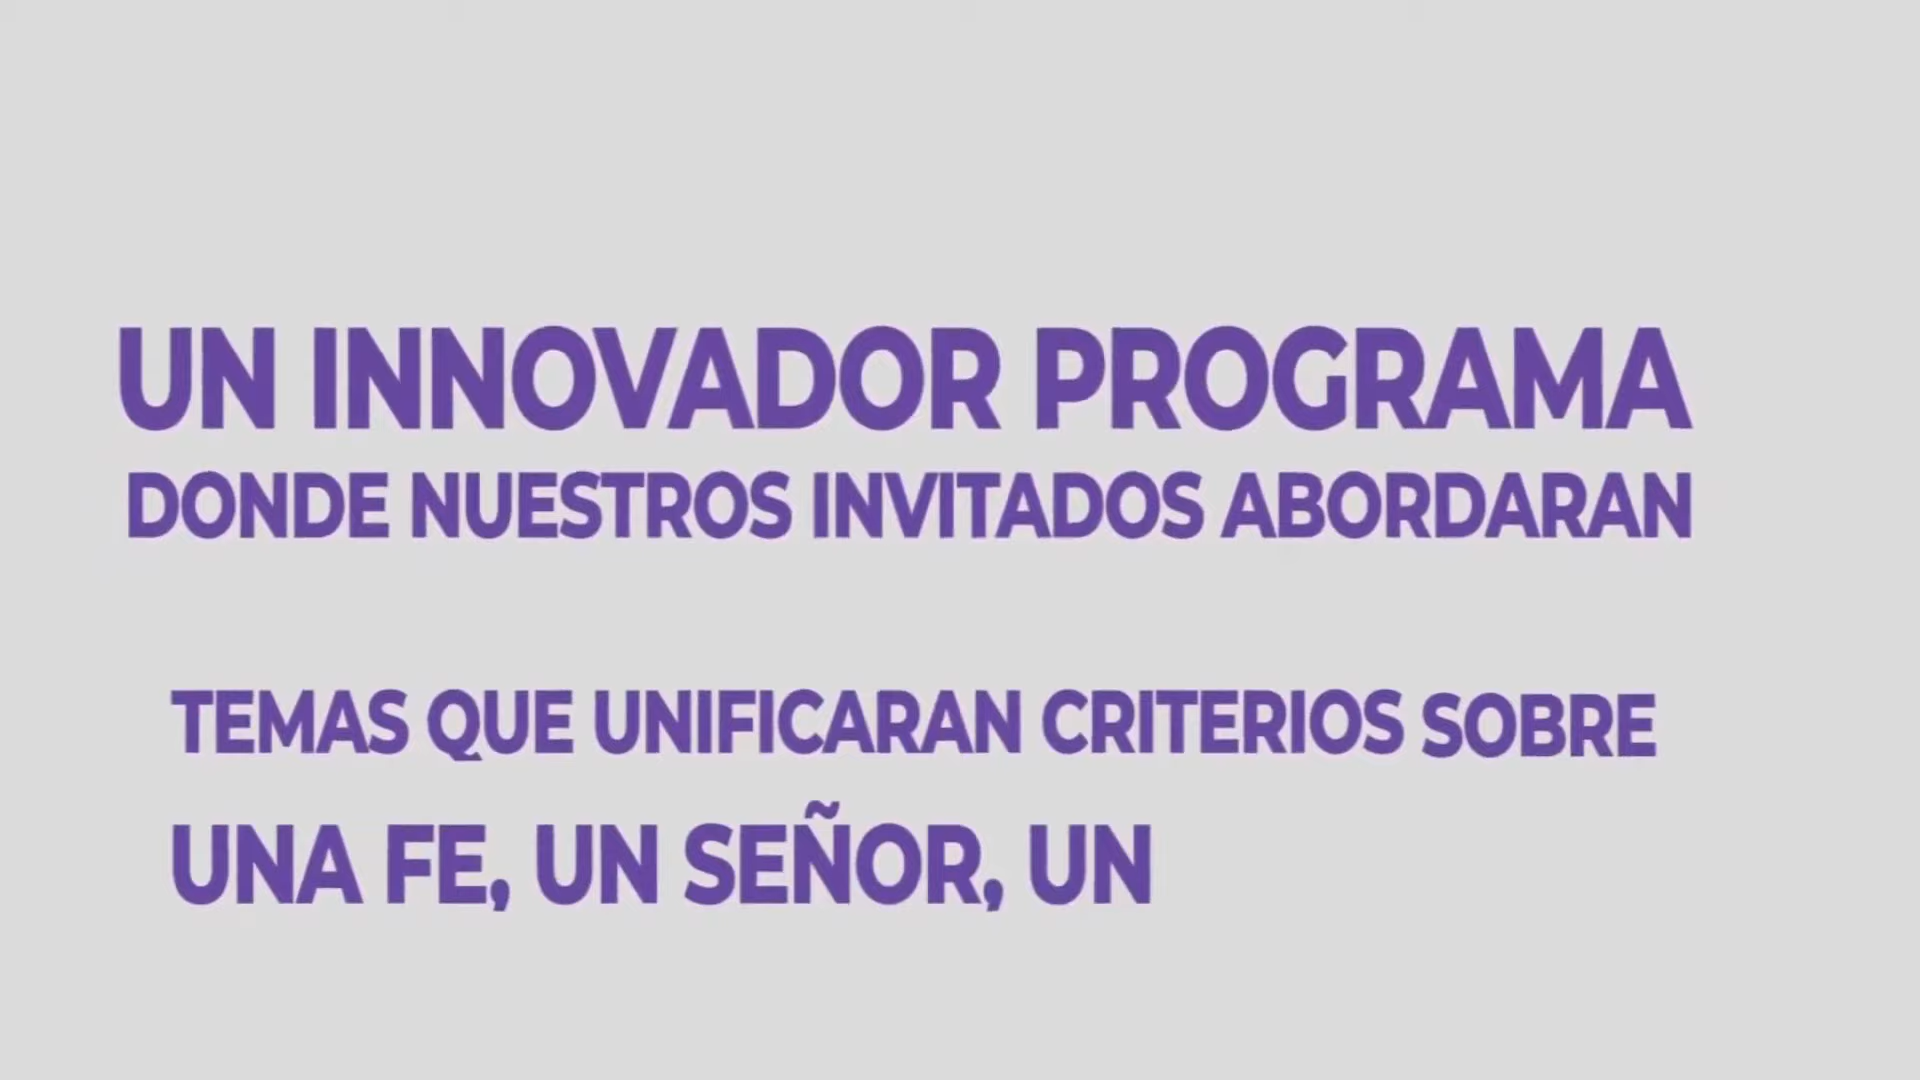 UN INNOVADOR PROGRAMA
DONDE NUESTROS INVITADOS ABORDARAN
TEMAS QUE UNIFICARAN CRITERIOS SOBRE
UNA FE, UN SEÑOR, UN